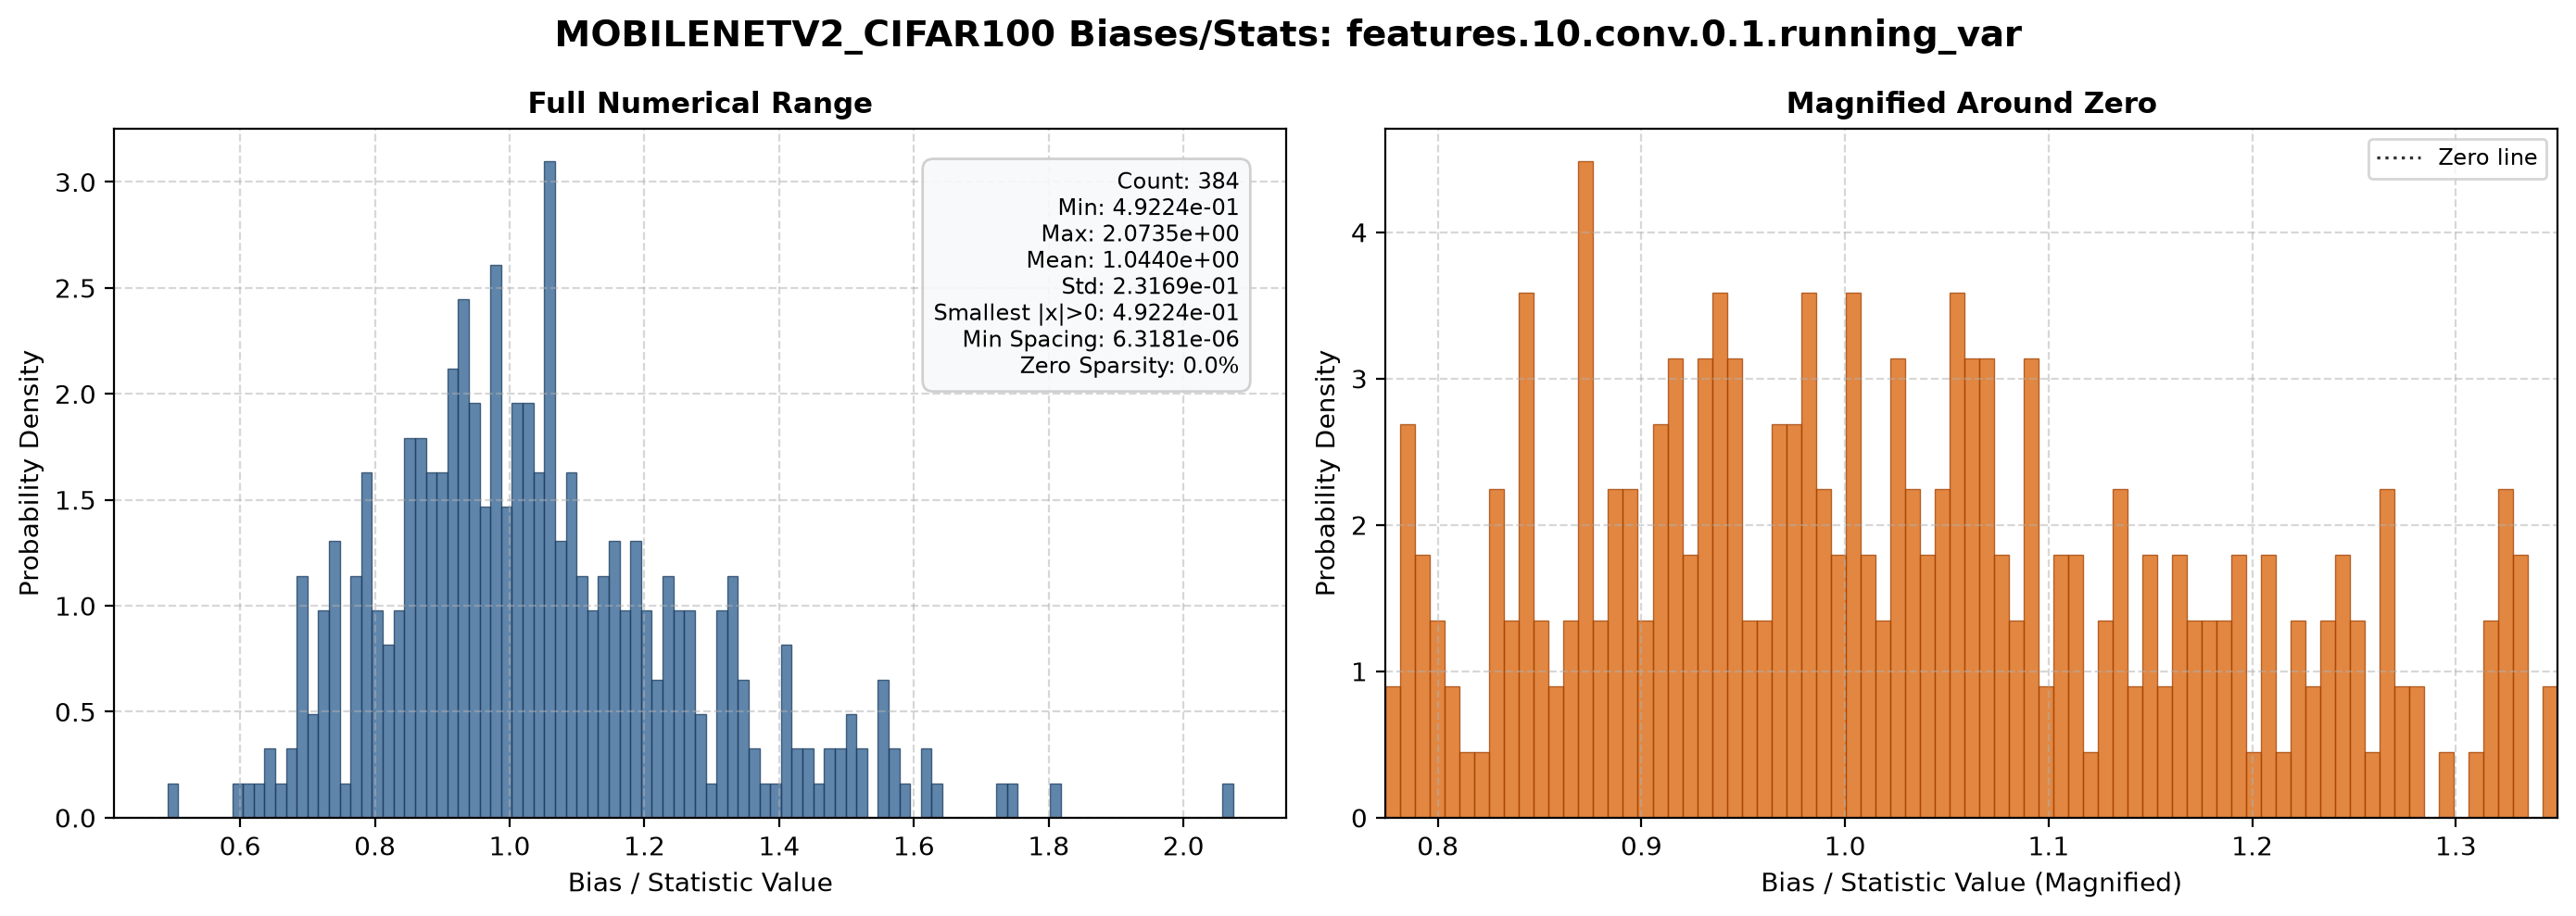 MOBILENETV2_CIFAR100 Biases/Stats: features.10.conv.0.1.running_var
Full Numerical Range
Probability Density
3.0
2.5
2.0
1.5
1.0
0.5
0.0
Count: 384
Min: 4.9224e-01
Max: 2.0735e+00
Mean: 1.0440e+00
Std: 2.3169e-01
Smallest |x|>0: 4.9224e-01
Min Spacing: 6.3181e-06
Zero Sparsity: 0.0%
0.6 0.8 1.0 1.2 1.4 1.6 1.8 2.0
Bias / Statistic Value
Magnified Around Zero
Probability Density
4
3
2
1
0
Zero line
0.8 0.9 1.0 1.1 1.2 1.3
Bias / Statistic Value (Magnified)